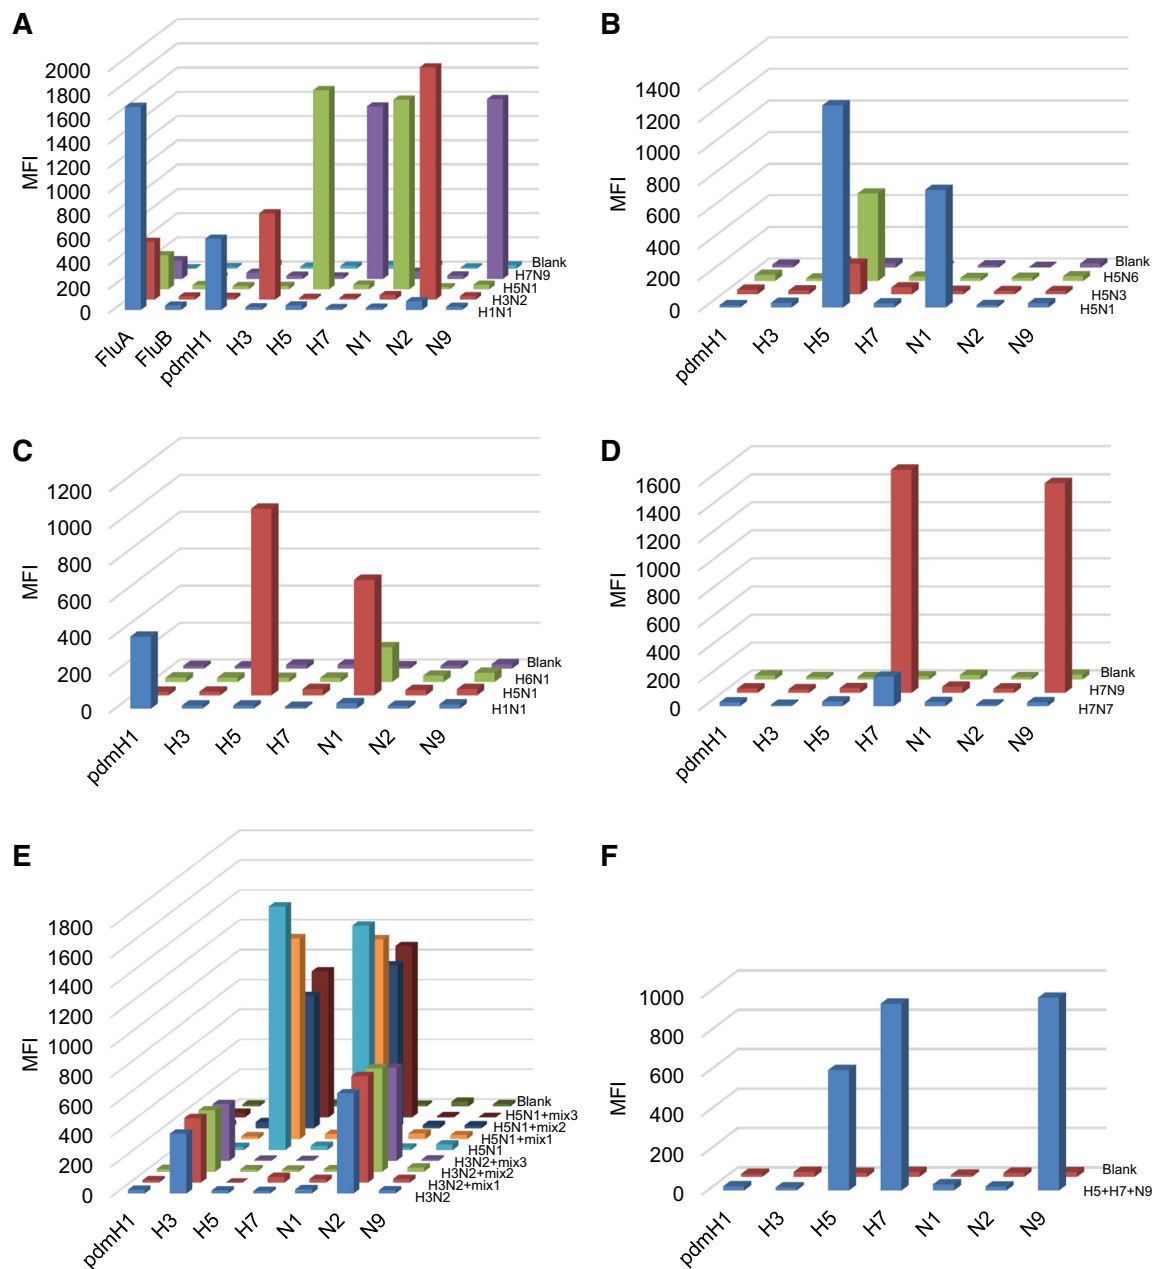 A
MFI
2000
1800
1600
1400
1200
1000
800
600
400
200
0
FluA
FluB
pdmH1
H3
H5
H7
N1
N2
N9
Blank
H7N9
H5N1
H3N2
H1N1
B
MFI
1400
1200
1000
800
600
400
200
0
pdmH1
H3
H5
H7
N1
N2
N9
Blank
H5N6
H5N3
H5N1
C
MFI
1200
1000
800
600
400
200
0
pdmH1
H3
H5
H7
N1
N2
N9
Blank
H6N1
H5N1
H1N1
D
MFI
1600
1400
1200
1000
800
600
400
200
0
pdmH1
H3
H5
H7
N1
N2
N9
Blank
H7N9
H7N7
E
MFI
1800
1600
1400
1200
1000
800
600
400
200
0
pdmH1
H3
H5
H7
N1
N2
N9
Blank
H5N1+mix3
H5N1+mix2
H5N1+mix1
H5N1
H3N2+mix3
H3N2+mix2
H3N2+mix1
H3N2
F
MFI
1000
800
600
400
200
0
pdmH1
H3
H5
H7
N1
N2
N9
Blank
H5+H7+N9